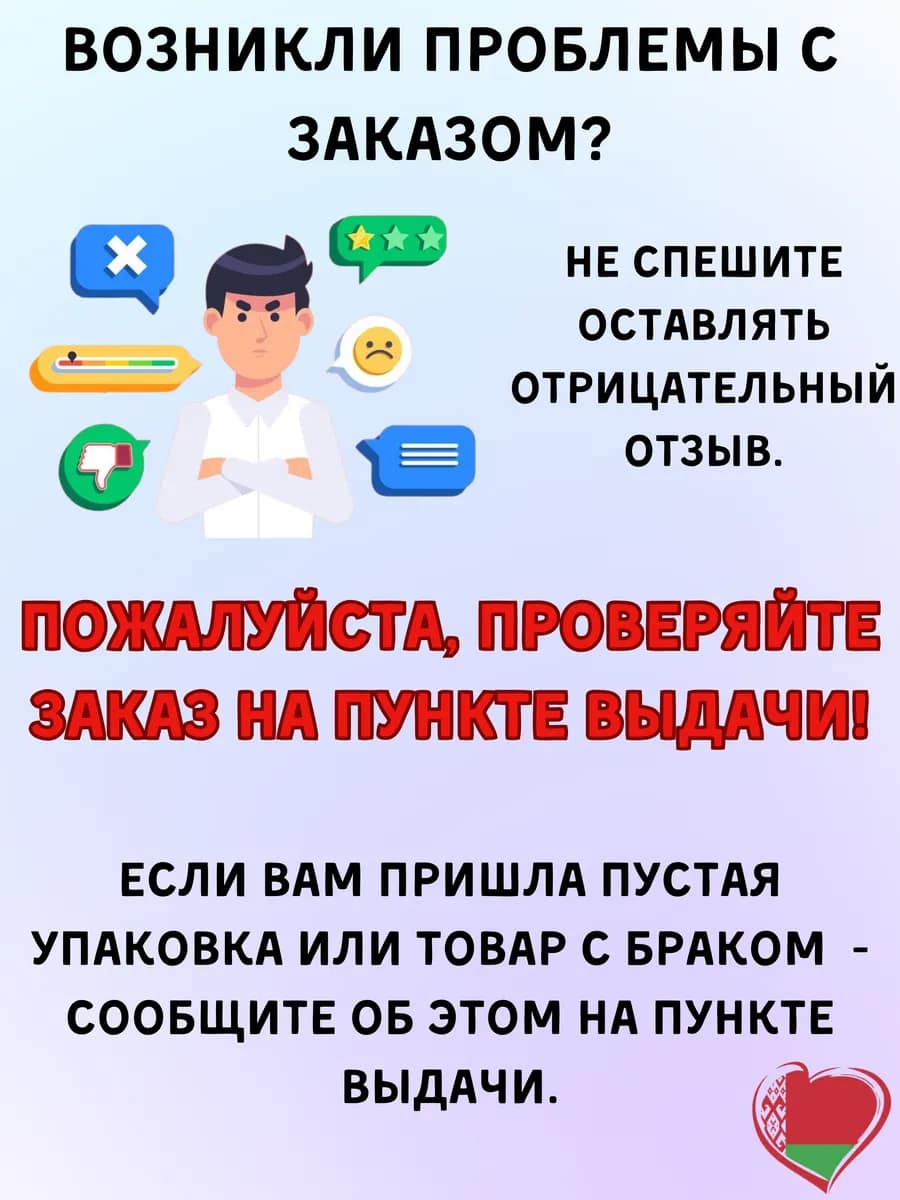 ВОЗНИКЛИ ПРОБЛЕМЫ С
ЗАКАЗОМ?
НЕ СПЕШИТЕ
ОСТАВЛЯТЬ
ОТРИЦАТЕЛЬНЫЙ
ОТЗЫВ.
ПОЖАЛУЙСТА, ПРОВЕРЯЙТЕ
ЗАКАЗ НА ПУНКТЕ ВЫДАЧИ!
ЕСЛИ ВАМ ПРИШЛА ПУСТАЯ
УПАКОВКА ИЛИ ТОВАР С БРАКОМ -
СООБЩИТЕ ОБ ЭТОМ НА ПУНКТЕ
ВЫДАЧИ.